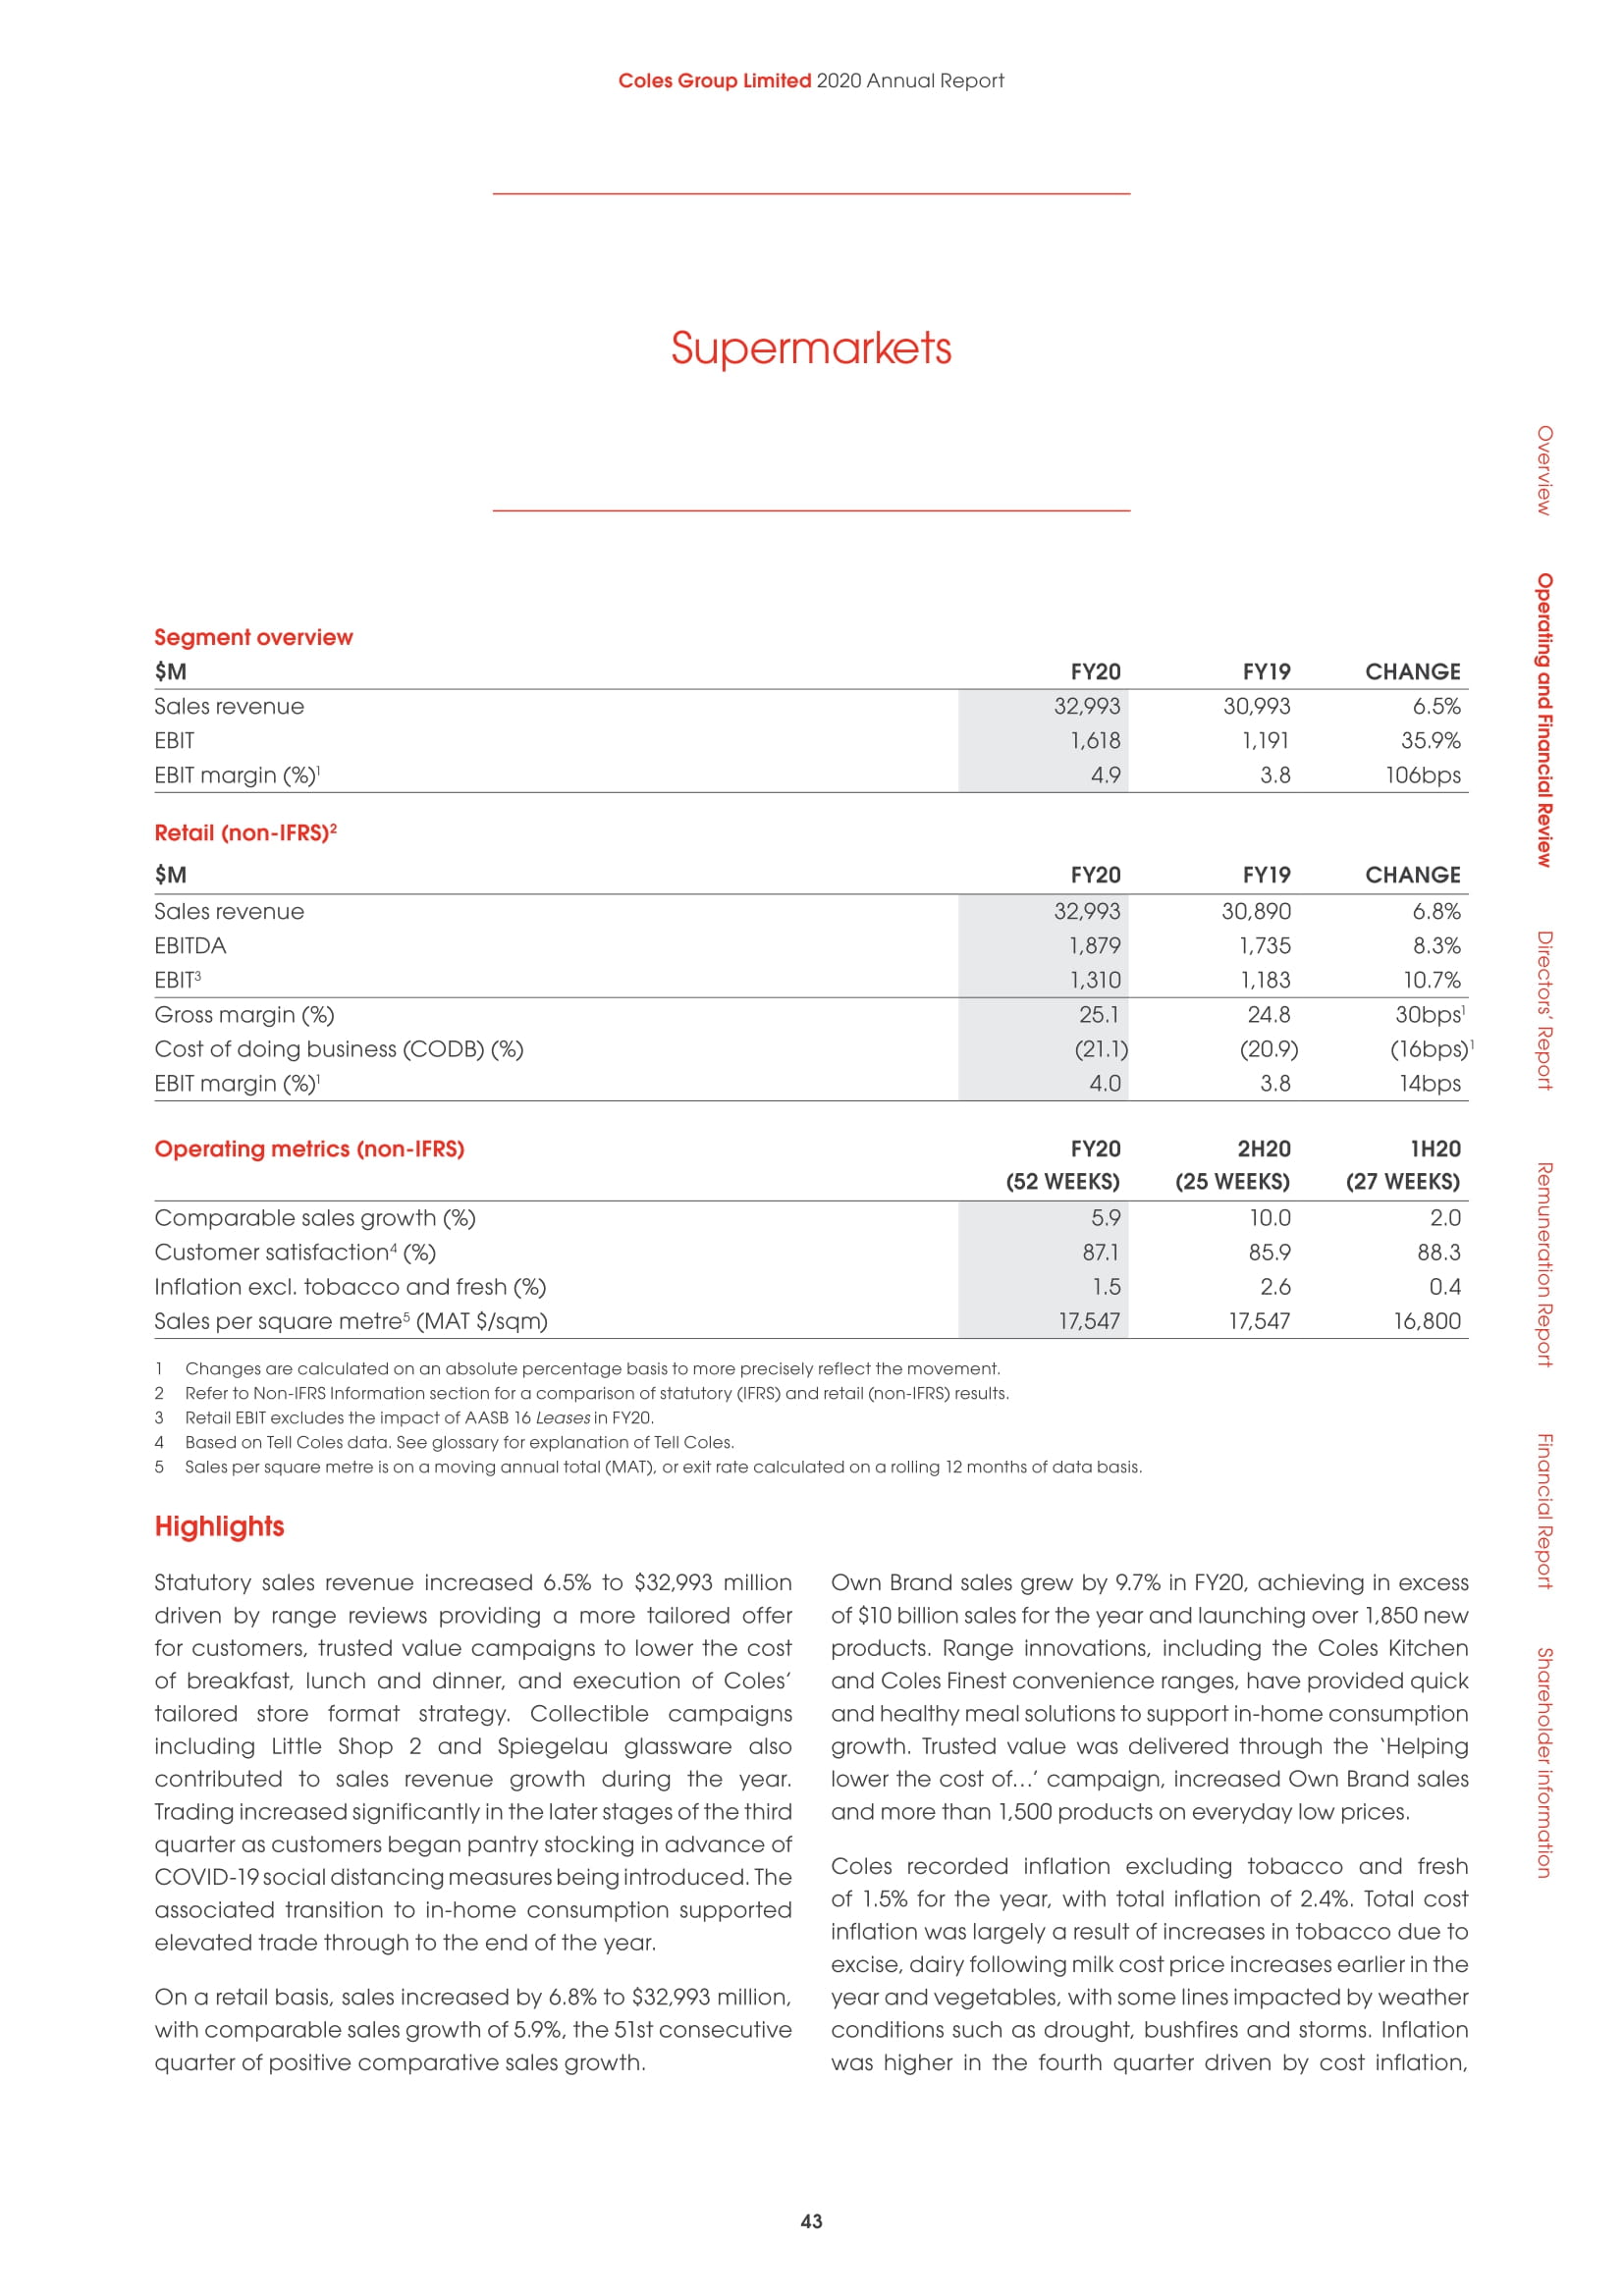 Coles Group Limited 2020 Annual Report
Supermarkets
Segment overview
$M FY20 FY19 CHANGE
Sales revenue 32,993 30,993 6.5%
EBIT 1,618 1,191 35.9%
EBIT margin (%)¹ 4.9 3.8 106bps
Retail (non-IFRS)²
$M FY20 FY19 CHANGE
Sales revenue 32,993 30,890 6.8%
EBITDA 1,879 1,735 8.3%
EBIT³ 1,310 1,183 10.7%
Gross margin (%) 25.1 24.8 30bps¹
Cost of doing business (CODB) (%) (21.1) (20.9) (16bps)¹
EBIT margin (%)¹ 4.0 3.8 14bps
Operating metrics (non-IFRS) FY20 2H20 1H20
(52 WEEKS) (25 WEEKS) (27 WEEKS)
Comparable sales growth (%) 5.9 10.0 2.0
Customer satisfaction⁴ (%) 87.1 85.9 88.3
Inflation excl. tobacco and fresh (%) 1.5 2.6 0.4
Sales per square metre⁵ (MAT $/sqm) 17,547 17,547 16,800
1 Changes are calculated on an absolute percentage basis to more precisely reflect the movement.
2 Refer to Non-IFRS Information section for a comparison of statutory (IFRS) and retail (non-IFRS) results.
3 Retail EBIT excludes the impact of AASB 16 Leases in FY20.
4 Based on Tell Coles data. See glossary for explanation of Tell Coles.
5 Sales per square metre is on a moving annual total (MAT), or exit rate calculated on a rolling 12 months of data basis.
Highlights
Statutory sales revenue increased 6.5% to $32,993 million
driven by range reviews providing a more tailored offer
for customers, trusted value campaigns to lower the cost
of breakfast, lunch and dinner, and execution of Coles’
tailored store format strategy. Collectible campaigns
including Little Shop 2 and Spiegelau glassware also
contributed to sales revenue growth during the year.
Trading increased significantly in the later stages of the third
quarter as customers began pantry stocking in advance of
COVID-19 social distancing measures being introduced. The
associated transition to in-home consumption supported
elevated trade through to the end of the year.
On a retail basis, sales increased by 6.8% to $32,993 million,
with comparable sales growth of 5.9%, the 51st consecutive
quarter of positive comparative sales growth.
Own Brand sales grew by 9.7% in FY20, achieving in excess
of $10 billion sales for the year and launching over 1,850 new
products. Range innovations, including the Coles Kitchen
and Coles Finest convenience ranges, have provided quick
and healthy meal solutions to support in-home consumption
growth. Trusted value was delivered through the ‘Helping
lower the cost of...’ campaign, increased Own Brand sales
and more than 1,500 products on everyday low prices.
Coles recorded inflation excluding tobacco and fresh
of 1.5% for the year, with total inflation of 2.4%. Total cost
inflation was largely a result of increases in tobacco due to
excise, dairy following milk cost price increases earlier in the
year and vegetables, with some lines impacted by weather
conditions such as drought, bushfires and storms. Inflation
was higher in the fourth quarter driven by cost inflation,
Overview
Operating and Financial Review
Directors’ Report
Remuneration Report
Financial Report
Shareholder information
43